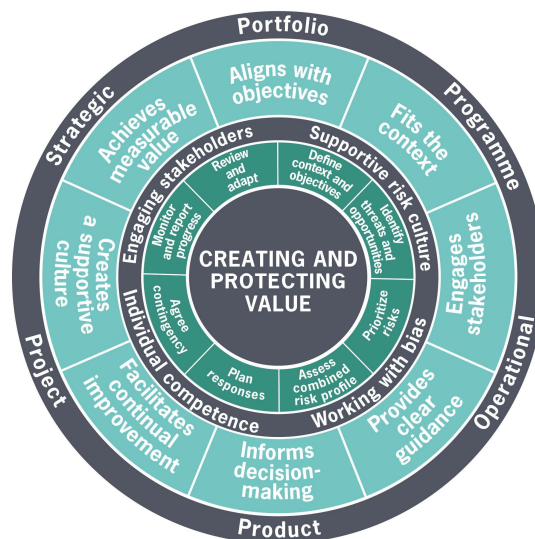 Portfolio
Programme
Operational
Product
Project
Strategic
Aligns with
objectives
Fits the
context
Engages
stakeholders
Provides
clear
guidance
Informs
decision-
making
Facilitates
continual
improvement
Creates
a supportive
culture
Achieves
measurable
value
Supportive risk culture
Working with bias
Individual competence
Engaging stakeholders
Define
context and
objectives
Identify
threats and
opportunities
Prioritize
risks
Assess
combined
risk profile
Plan
responses
Agree
contingency
Monitor
and report
progress
Review
and
adapt
CREATING AND
PROTECTING
VALUE